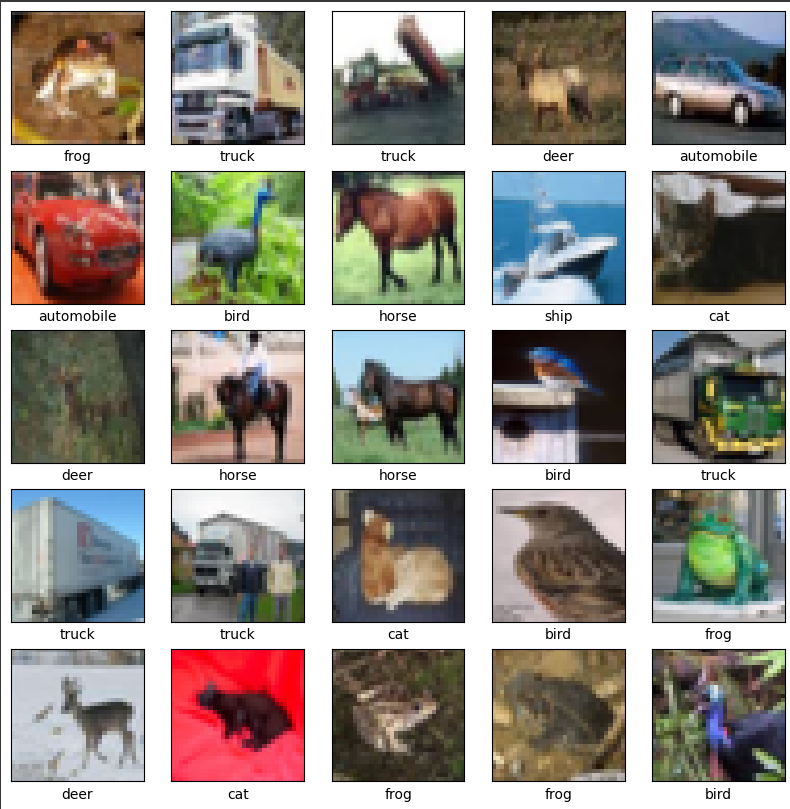 frog truck truck deer automobile
automobile bird horse ship cat
deer horse horse bird truck
truck truck cat bird frog
deer cat frog frog bird